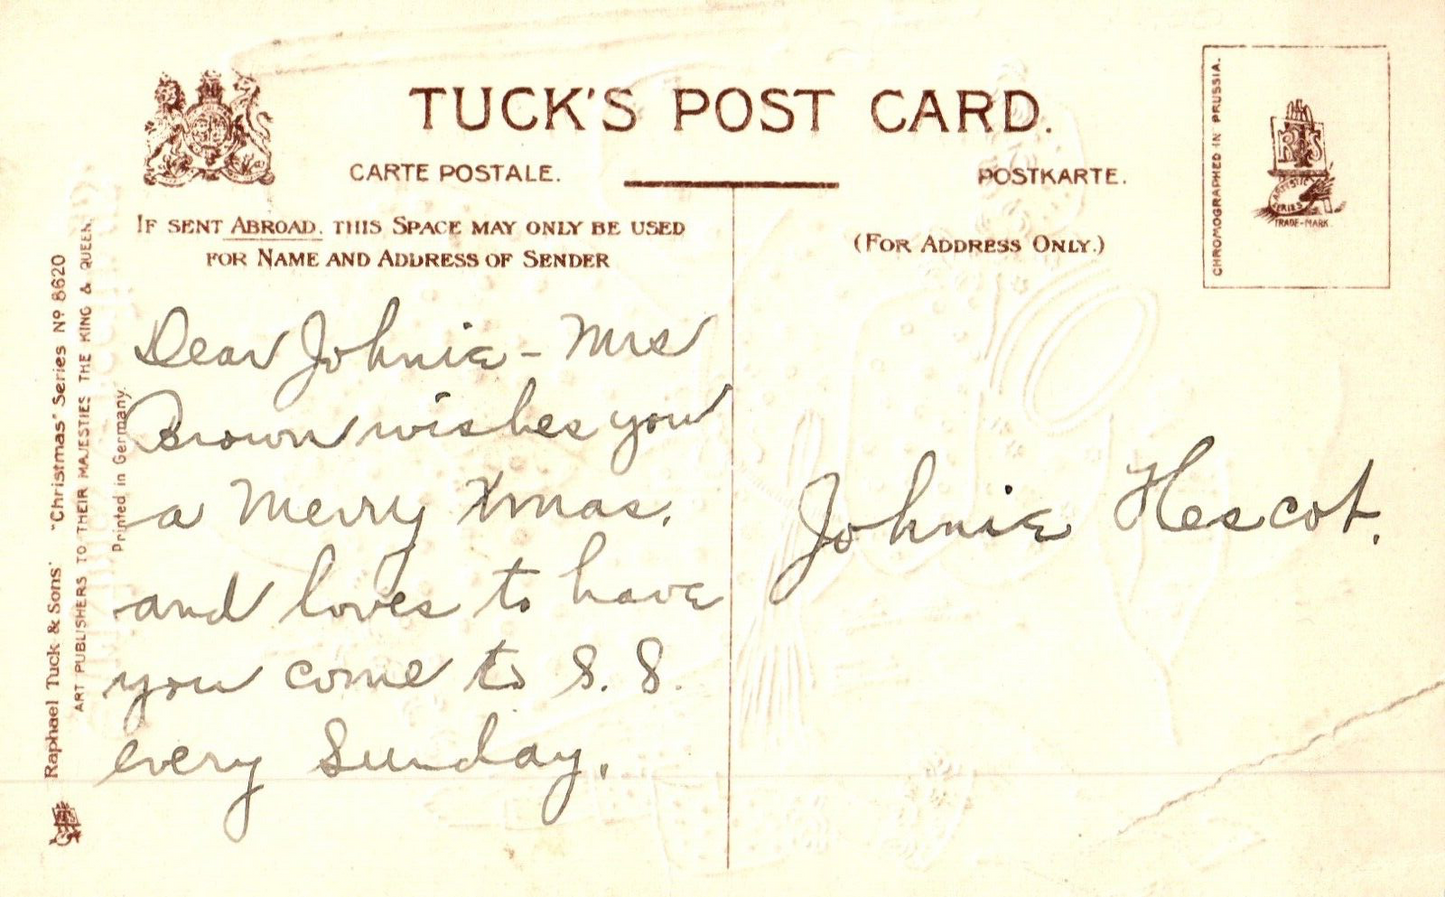 TUCK'S POST CARD.
CARTE POSTALE.
POSTKARTE.
IF SENT ABROAD, THIS SPACE MAY ONLY BE USED
FOR NAME AND ADDRESS OF SENDER
(FOR ADDRESS ONLY.)
CHROMOGRAPHED IN PRUSSIA.
R T S
ARTISTIC
SERIES
TRADE-MARK.
Raphael Tuck & Sons' "Christmas" Series No 8620
ART PUBLISHERS TO THEIR MAJESTIES THE KING & QUEEN.
Printed in Germany.
Dear Johnie - Mrs
Brown wishes you
a Merry Xmas.
and loves to have
you come to S. S.
every Sunday.
Johnie Hescot.